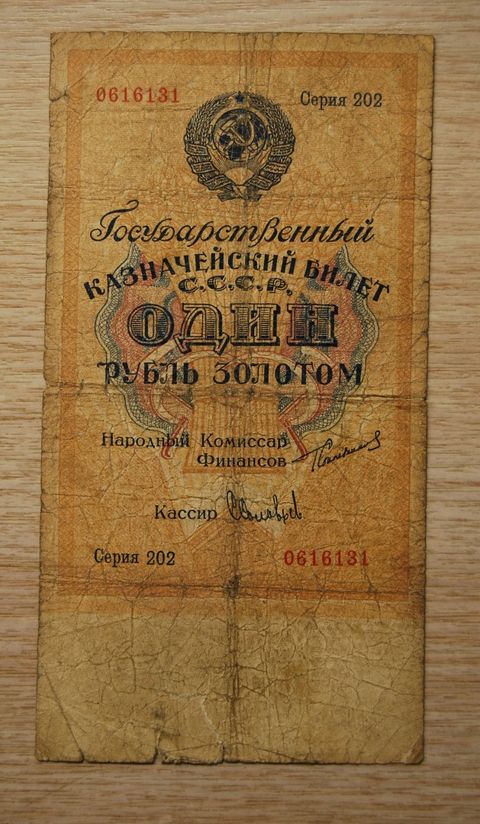 0616131 Серия 202
Государственный
КАЗНАЧЕЙСКИЙ БИЛЕТ
С.С.С.Р.
ОДИН
РУБЛЬ ЗОЛОТОМ
Народный Комиссар
Финансов
Кассир
Серия 202 0616131